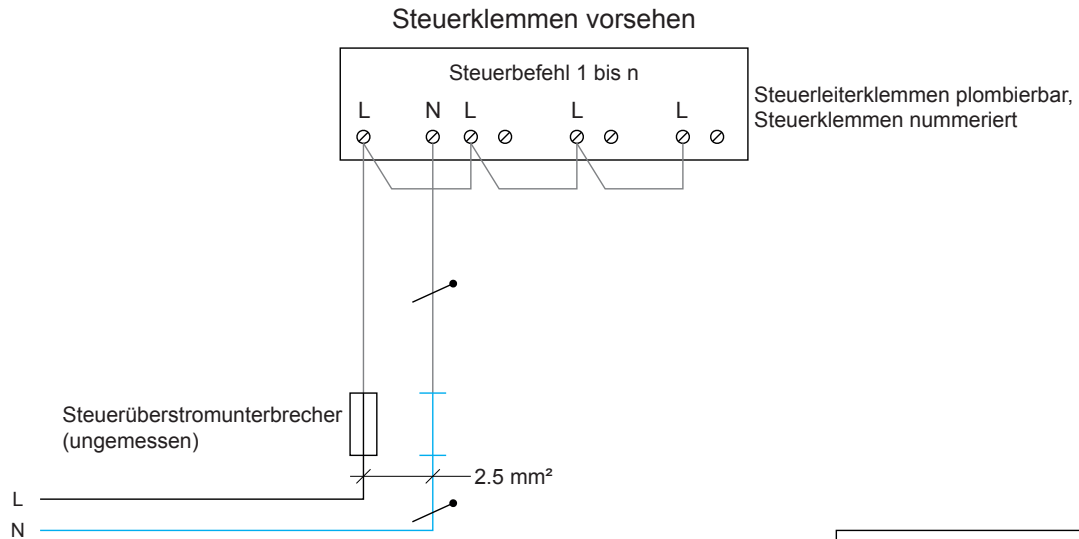 Steuerklemmen vorsehen
Steuerbefehl 1 bis n
L N L L L
Steuerleiterklemmen plombierbar,
Steuerklemmen nummeriert
Steuerüberstromunterbrecher
(ungemessen)
2.5 mm²
L
N